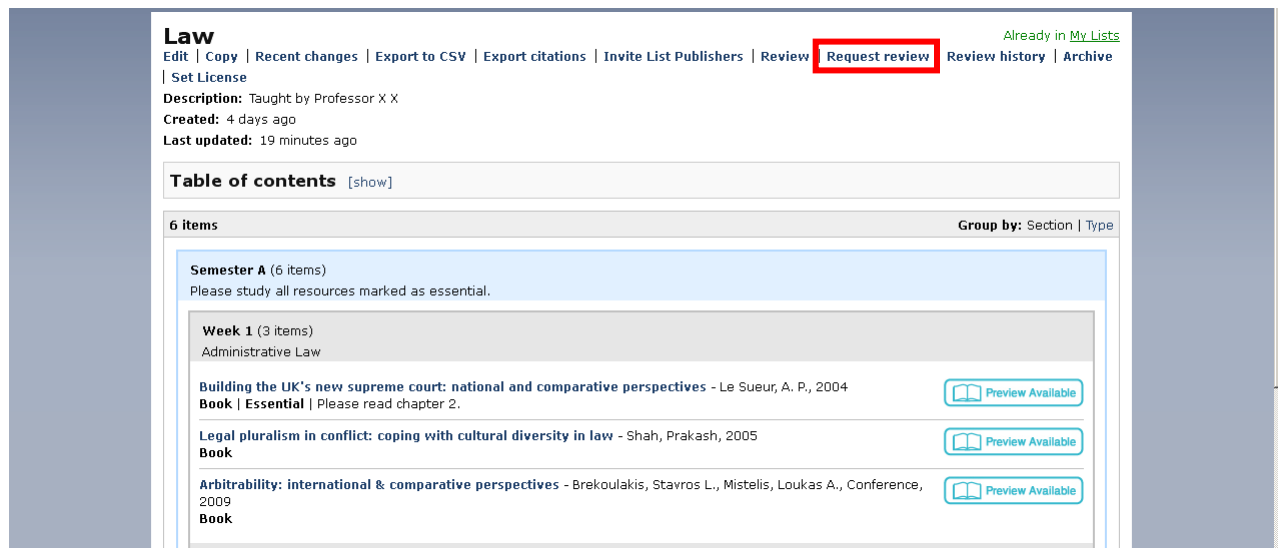 Law
Already in My Lists
Edit | Copy | Recent changes | Export to CSV | Export citations | Invite List Publishers | Review | Request review Review history | Archive
| Set License
Description: Taught by Professor X X
Created: 4 days ago
Last updated: 19 minutes ago
Table of contents [show]
6 items Group by: Section | Type
Semester A (6 items)
Please study all resources marked as essential.
Week 1 (3 items)
Administrative Law
Building the UK's new supreme court: national and comparative perspectives - Le Sueur, A. P., 2004
Book | Essential | Please read chapter 2.
Preview Available
Legal pluralism in conflict: coping with cultural diversity in law - Shah, Prakash, 2005
Book
Preview Available
Arbitrability: international & comparative perspectives - Brekoulakis, Stavros L., Mistelis, Loukas A., Conference,
2009
Book
Preview Available